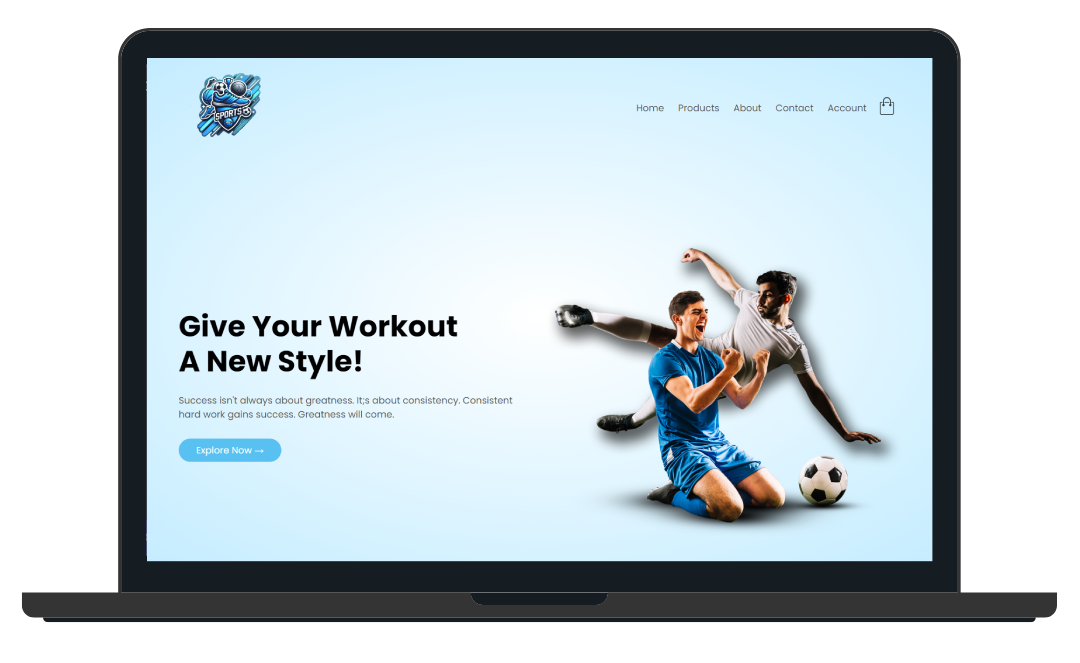 SPORTS
Home Products About Contact Account
Give Your Workout
A New Style!
Success isn't always about greatness. It;s about consistency. Consistent
hard work gains success. Greatness will come.
Explore Now →